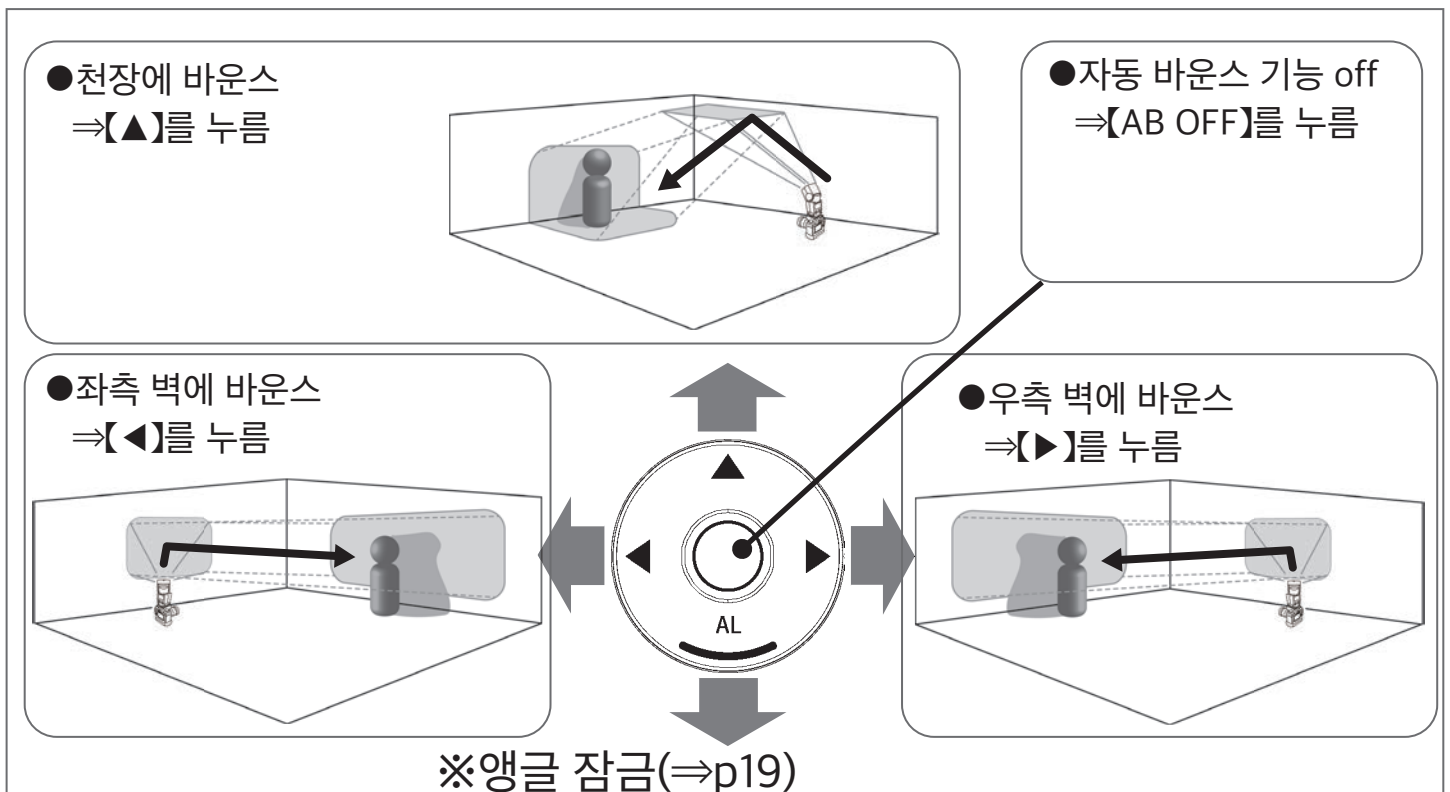 ●천장에 바운스
⇒【▲】를 누름
●자동 바운스 기능 off
⇒【AB OFF】를 누름
●좌측 벽에 바운스
⇒【◀】를 누름
●우측 벽에 바운스
⇒【▶】를 누름
AL
※앵글 잠금(⇒p19)